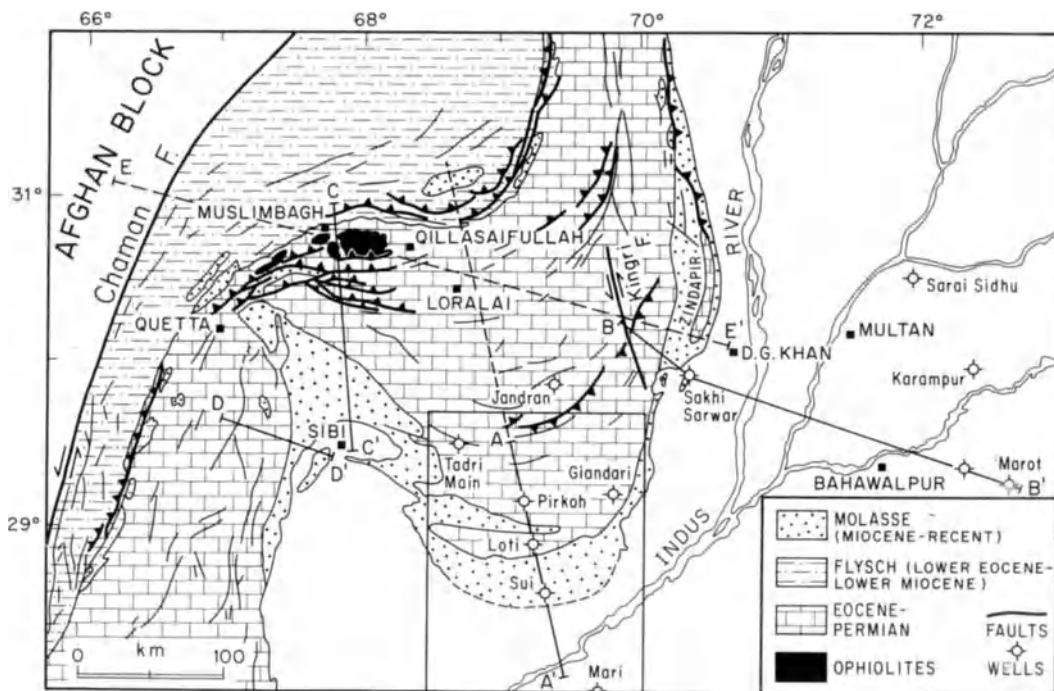 66°
68°
70°
72°
AFGHAN BLOCK
Chaman F.
E
31°
C
MUSLIMBAGH
QILLASAIFULLAH
RIVER
Kingri F
ZINDAPIR
Sarai Sidhu
LORALAI
QUETTA
B
E'
MULTAN
D.G. KHAN
Karampur
Jandran
Sakhi
Sarwar
D
SIBI
C'
A
D'
Tadri
Main
Giandari
Marot
BAHAWALPUR
B'
Pirkoh
29°
Loti
INDUS
Sui
MOLASSE
(MIOCENE-RECENT)
FLYSCH (LOWER EOCENE-
LOWER MIOCENE)
EOCENE-
PERMIAN
FAULTS
OPHIOLITES
WELLS
km
0 100
A'
Mari